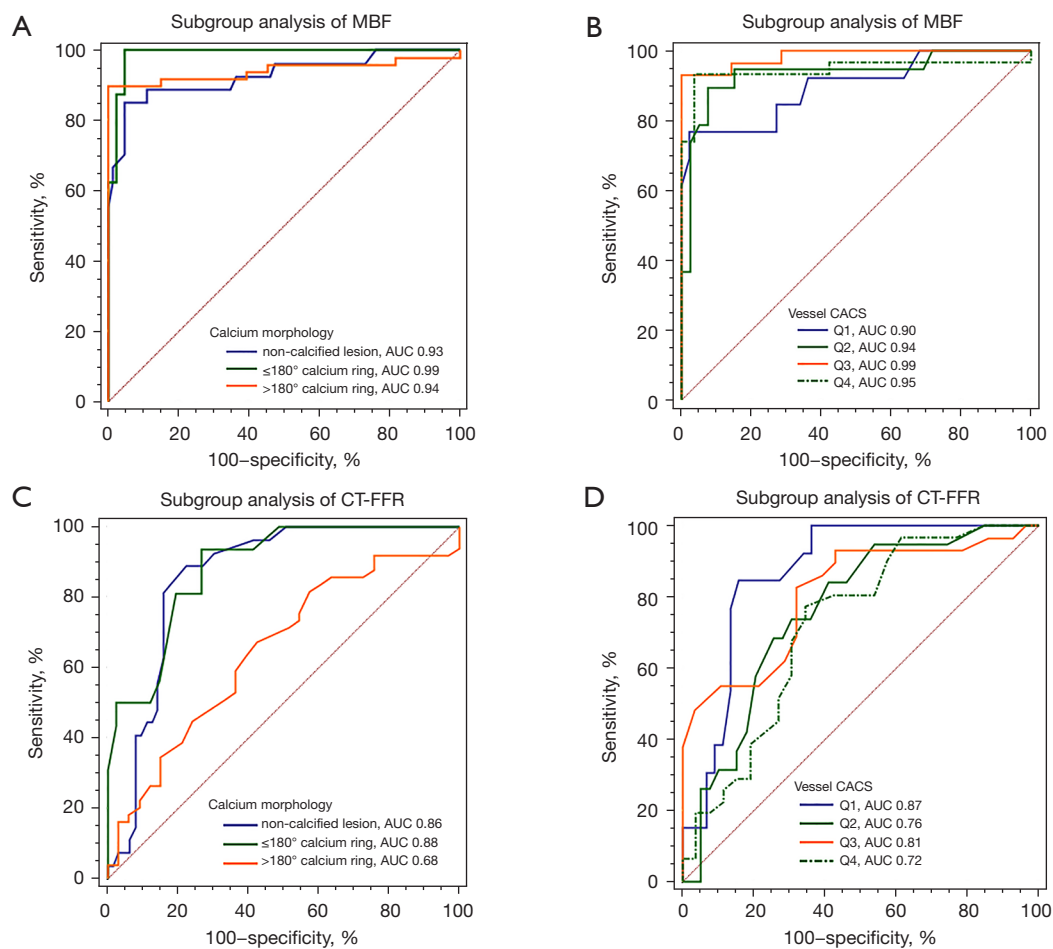 A
Subgroup analysis of MBF
100
80
60
40
20
0
Sensitivity, %
Calcium morphology
non-calcified lesion, AUC 0.93
≤180° calcium ring, AUC 0.99
>180° calcium ring, AUC 0.94
0 20 40 60 80 100
100–specificity, %
B
Subgroup analysis of MBF
100
80
60
40
20
0
Sensitivity, %
Vessel CACS
Q1, AUC 0.90
Q2, AUC 0.94
Q3, AUC 0.99
Q4, AUC 0.95
0 20 40 60 80 100
100–specificity, %
C
Subgroup analysis of CT-FFR
100
80
60
40
20
0
Sensitivity, %
Calcium morphology
non-calcified lesion, AUC 0.86
≤180° calcium ring, AUC 0.88
>180° calcium ring, AUC 0.68
0 20 40 60 80 100
100–specificity, %
D
Subgroup analysis of CT-FFR
100
80
60
40
20
0
Sensitivity, %
Vessel CACS
Q1, AUC 0.87
Q2, AUC 0.76
Q3, AUC 0.81
Q4, AUC 0.72
0 20 40 60 80 100
100–specificity, %